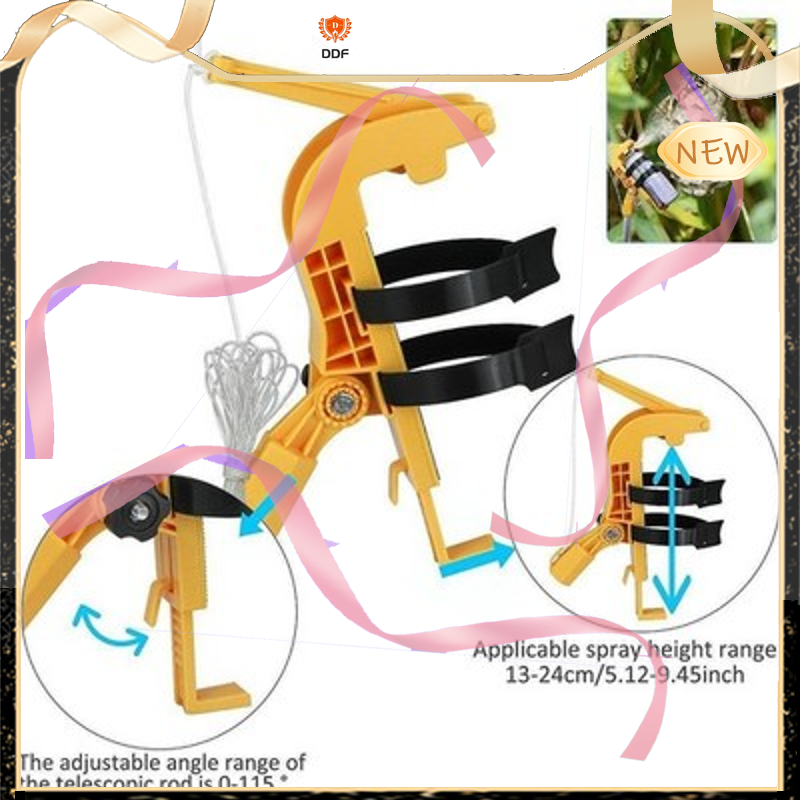 DDF
NEW
Applicable spray height range
13-24cm/5.12-9.45inch
The adjustable angle range of
the telescopic rod is 0-115 °